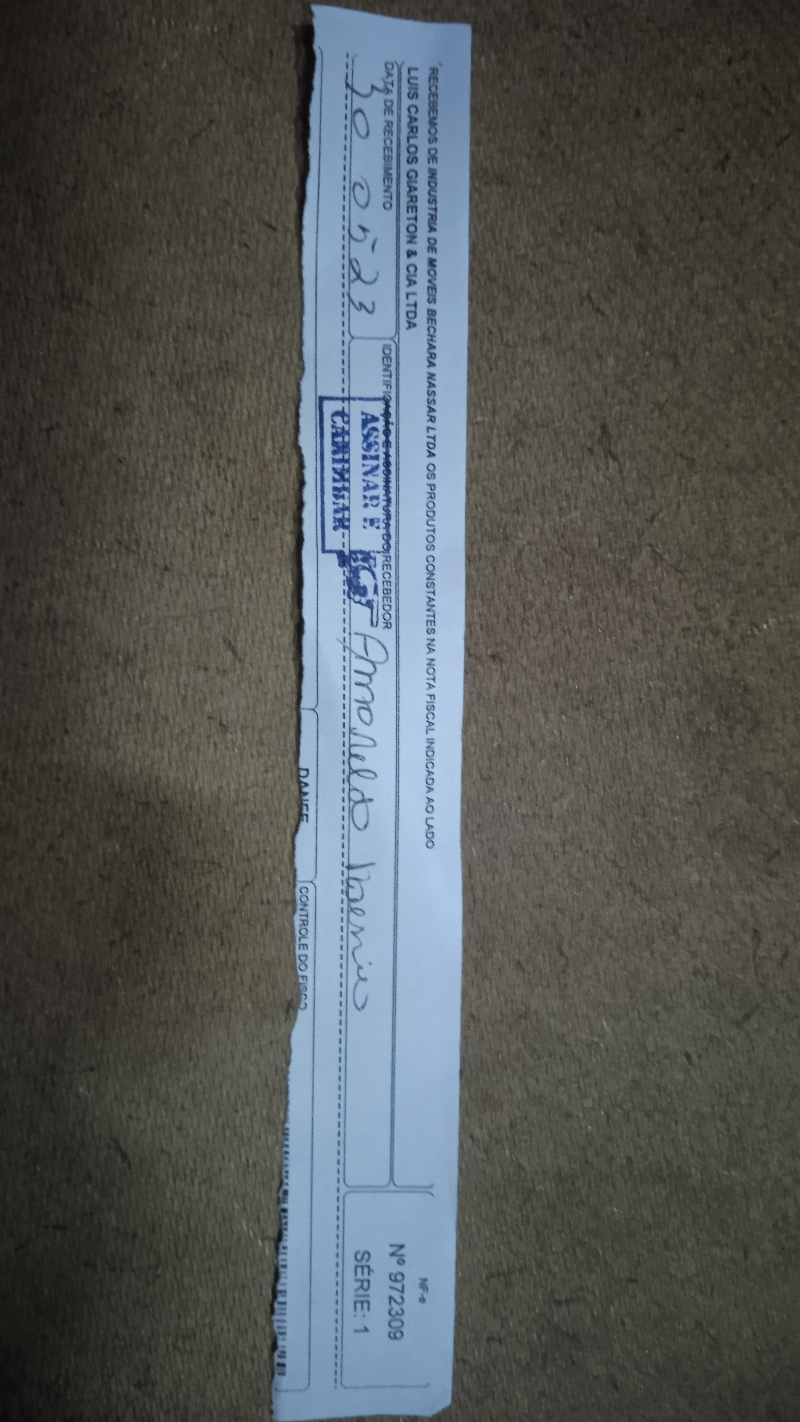 RECEBEMOS DE INDUSTRIA DE MOVEIS BECHARA NASSAR LTDA OS PRODUTOS CONSTANTES NA NOTA FISCAL INDICADA AO LADO
LUIS CARLOS GIARETON & CIA LTDA
DATA DE RECEBIMENTO
30 05 23
IDENTIFICAÇÃO E ASSINATURA DO RECEBEDOR
ASSINAR E
CARIMBAR
NF-e
Nº 972309
SÉRIE: 1
DANFE
CONTROLE DO FISCO